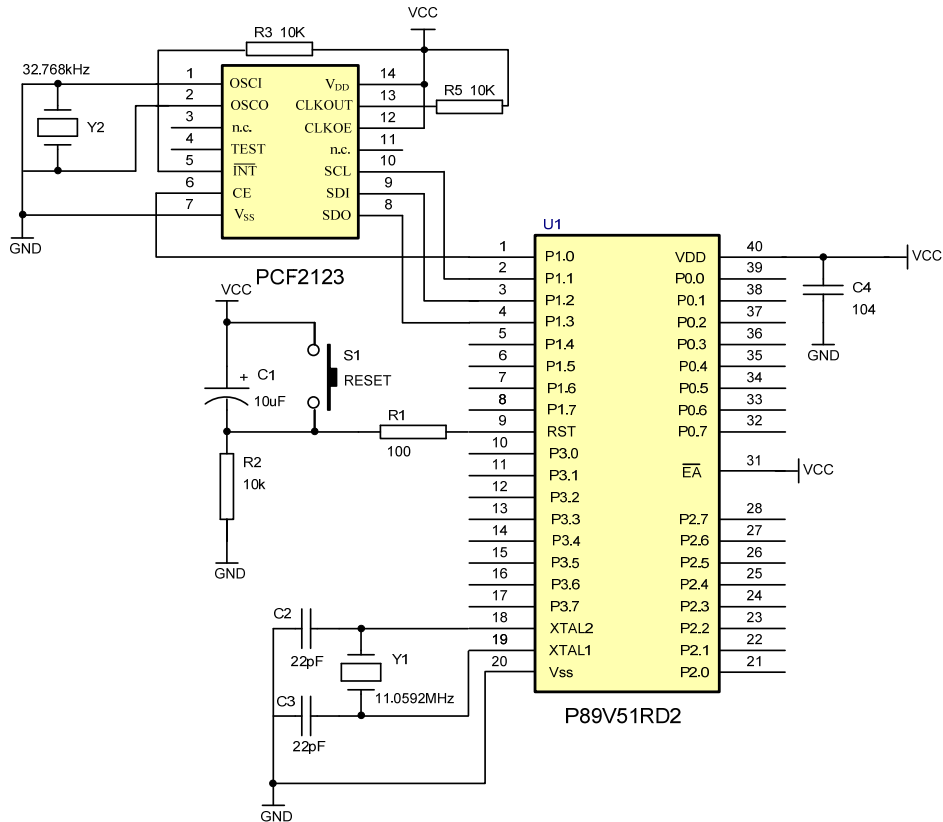 VCC
R3 10K
32.768kHz
Y2
GND
1 OSCI
2 OSCO
3 n.c.
4 TEST
5 INT
6 CE
7 VSS
VDD 14
CLKOUT 13
CLKOE 12
n.c. 11
SCL 10
SDI 9
SDO 8
R5 10K
PCF2123
VCC
C1
+
10uF
S1
RESET
R1
100
R2
10k
GND
U1
1 P1.0
2 P1.1
3 P1.2
4 P1.3
5 P1.4
6 P1.5
7 P1.6
8 P1.7
9 RST
10 P3.0
11 P3.1
12 P3.2
13 P3.3
14 P3.4
15 P3.5
16 P3.6
17 P3.7
18 XTAL2
19 XTAL1
20 Vss
VDD 40
P0.0 39
P0.1 38
P0.2 37
P0.3 36
P0.4 35
P0.5 34
P0.6 33
P0.7 32
EA 31
P2.7 28
P2.6 27
P2.5 26
P2.4 25
P2.3 24
P2.2 23
P2.1 22
P2.0 21
VCC
C4
104
GND
VCC
P89V51RD2
C2
22pF
Y1
11.0592MHz
C3
22pF
GND